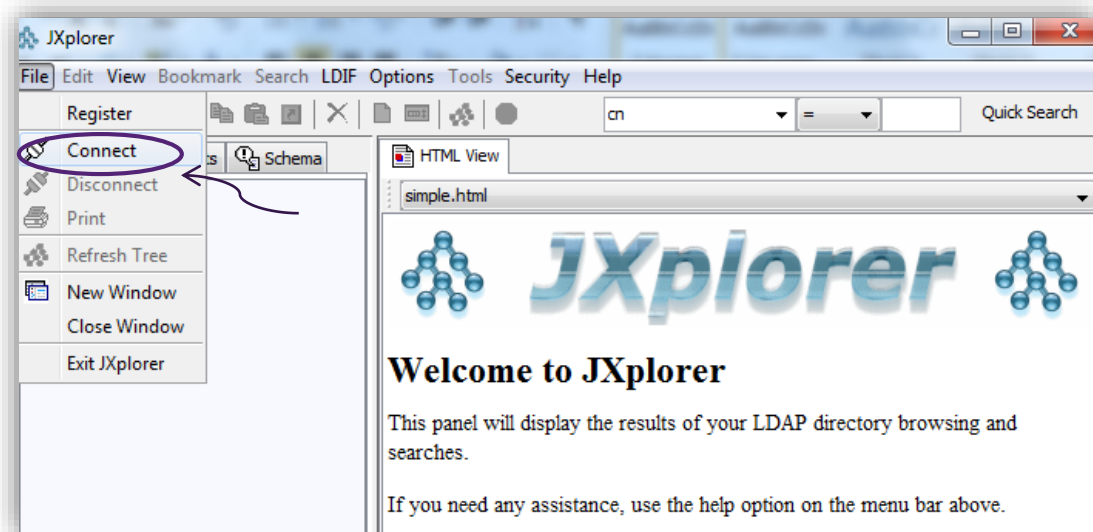 JXplorer
File Edit View Bookmark Search LDIF Options Tools Security Help
Register
cn
=
Quick Search
Connect
Schema
HTML View
Disconnect
simple.html
Print
Refresh Tree
New Window
Close Window
Exit JXplorer
JXplorer
Welcome to JXplorer
This panel will display the results of your LDAP directory browsing and
searches.
If you need any assistance, use the help option on the menu bar above.